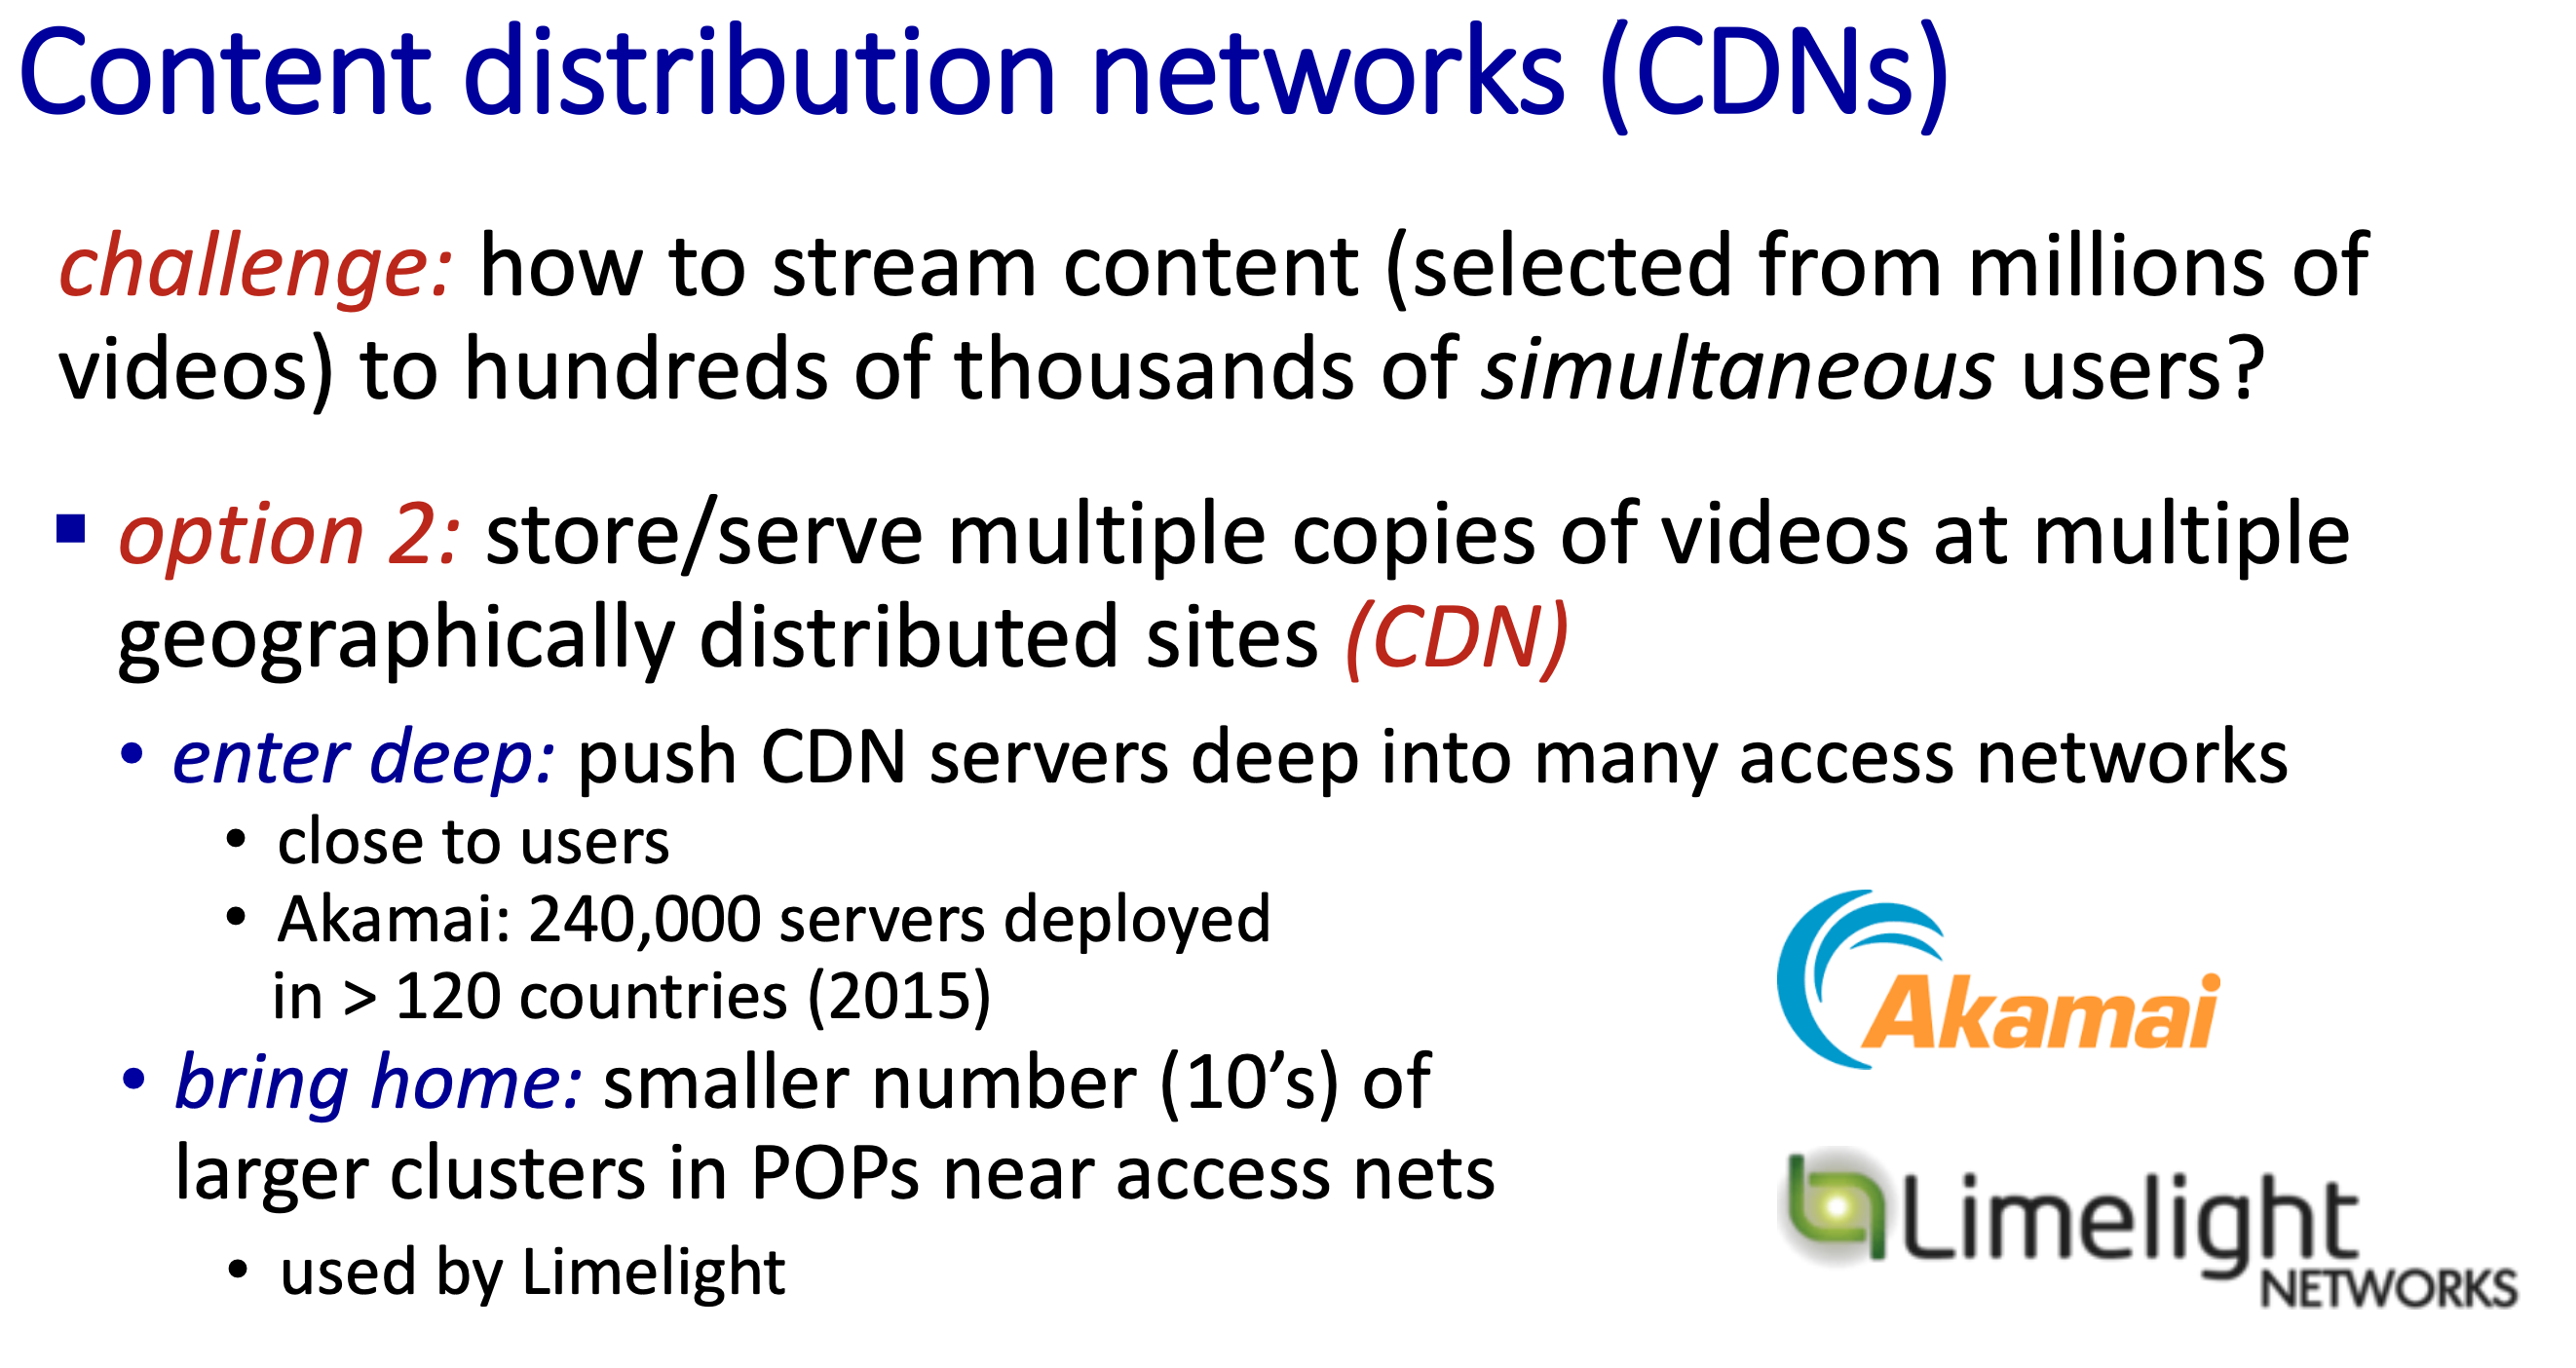 Content distribution networks (CDNs)
challenge: how to stream content (selected from millions of
videos) to hundreds of thousands of simultaneous users?
▪ option 2: store/serve multiple copies of videos at multiple
geographically distributed sites (CDN)
• enter deep: push CDN servers deep into many access networks
• close to users
• Akamai: 240,000 servers deployed
in > 120 countries (2015)
• bring home: smaller number (10’s) of
larger clusters in POPs near access nets
• used by Limelight
Akamai
Limelight
NETWORKS